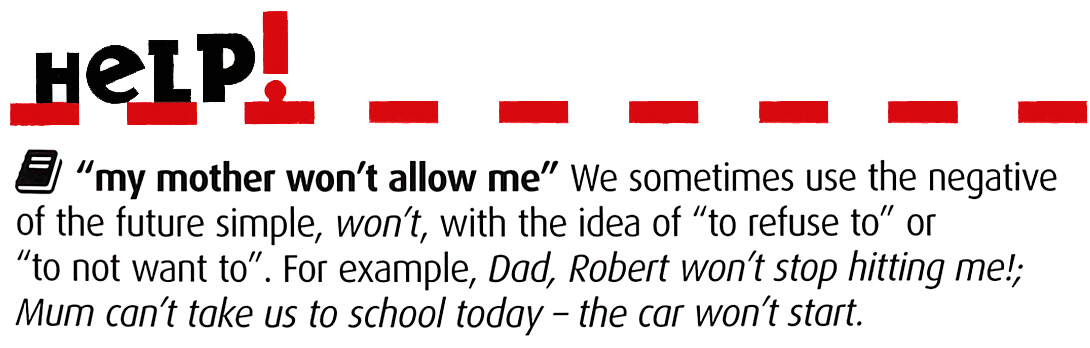 HeLP!
"my mother won't allow me" We sometimes use the negative
of the future simple, won't, with the idea of "to refuse to" or
"to not want to". For example, Dad, Robert won't stop hitting me!;
Mum can't take us to school today – the car won't start.